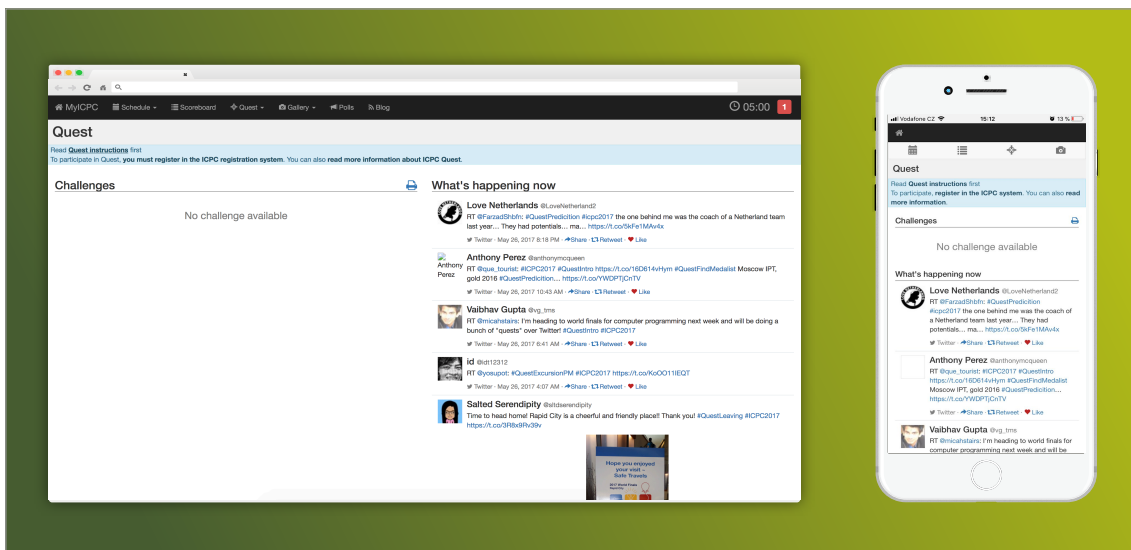 MyICPC Schedule Scoreboard Quest Gallery Polls Blog 05:00 1
Quest
Read Quest instructions first
To participate in Quest, you must register in the ICPC registration system. You can also read more information about ICPC Quest.
Challenges
No challenge available
What's happening now
Love Netherlands @LoveNetherland2
RT @FarzadShbfn: #QuestPredicition #icpc2017 the one behind me was the coach of a Netherland team
last year... They had potentials... ma... https://t.co/5kFe1MAv4x
Twitter · May 26, 2017 8:18 PM · Share · Retweet · Like
Anthony Perez
Anthony Perez @anthonymcqueen
RT @que_tourist: #ICPC2017 #QuestIntro https://t.co/16D614vHym #QuestFindMedalist Moscow IPT,
gold 2016 #QuestPredicition... https://t.co/YWDPTjCnTV
Twitter · May 26, 2017 10:43 AM · Share · Retweet · Like
Vaibhav Gupta @vg_tms
RT @micahstairs: I'm heading to world finals for computer programming next week and will be doing a
bunch of "quests" over Twitter! #QuestIntro #ICPC2017
Twitter · May 26, 2017 6:41 AM · Share · Retweet · Like
id @idt12312
RT @yosupot: #QuestExcursionPM #ICPC2017 https://t.co/KoOO11IEQT
Twitter · May 26, 2017 4:07 AM · Share · Retweet · Like
Salted Serendipity @sltdserendipity
Time to head home! Rapid City is a cheerful and friendly place!! Thank you! #QuestLeaving #ICPC2017
https://t.co/3R8x9Rv39v
Hope you enjoyed
your visit –
Safe Travels
2017 World Finals
Vodafone CZ 15:12 13 %
Quest
Read Quest instructions first
To participate, register in the ICPC system. You can also read
more information.
Challenges
No challenge available
What's happening now
Love Netherlands @LoveNetherland2
RT @FarzadShbfn: #QuestPredicition
#icpc2017 the one behind me was the coach of
a Netherland team last year... They had
potentials... ma... https://t.co/5kFe1MAv4x
Twitter · Share · Retweet · Like
Anthony Perez @anthonymcqueen
RT @que_tourist: #ICPC2017 #QuestIntro
https://t.co/16D614vHym #QuestFindMedalist
Moscow IPT, gold 2016 #QuestPredicition...
https://t.co/YWDPTjCnTV
Twitter · Share · Retweet · Like
Vaibhav Gupta @vg_tms
RT @micahstairs: I'm heading to world finals for
computer programming next week and will be